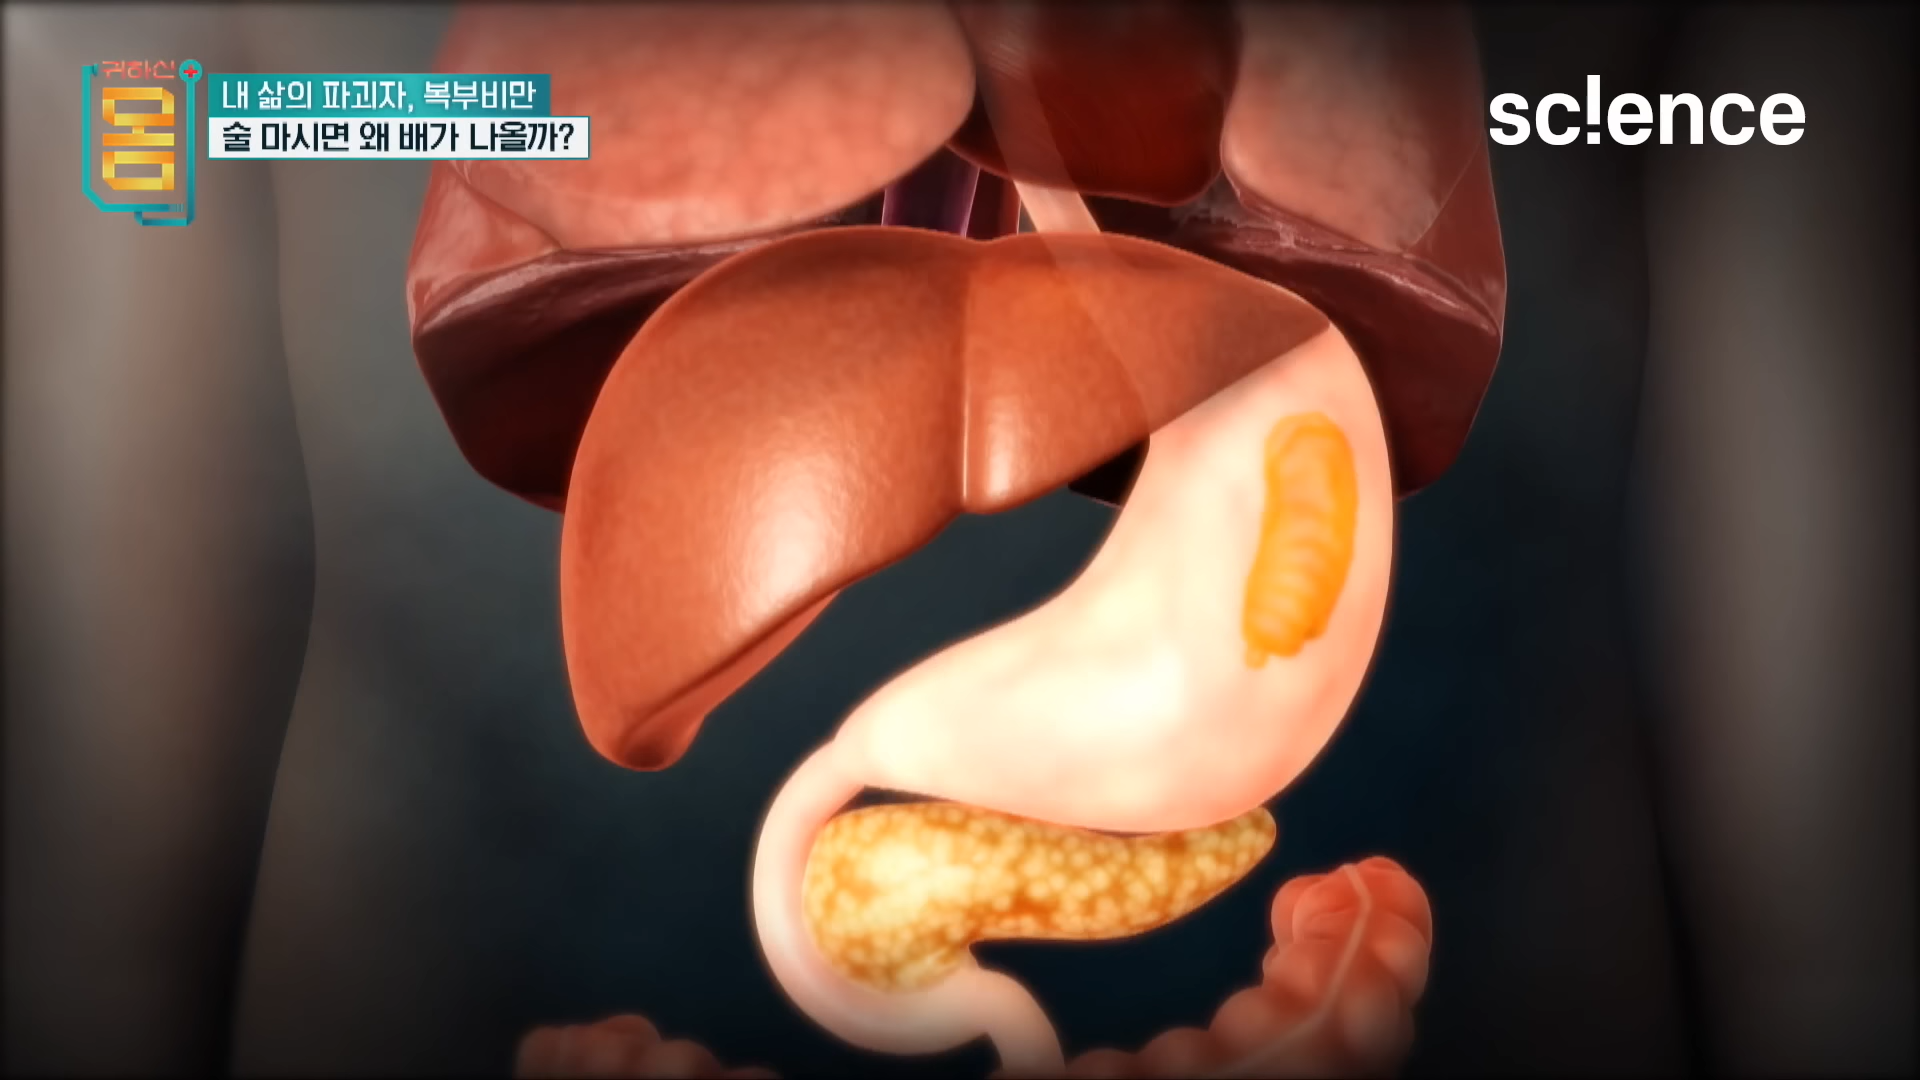 귀하신
몸
내 삶의 파괴자, 복부비만
술 마시면 왜 배가 나올까?
sc!ence